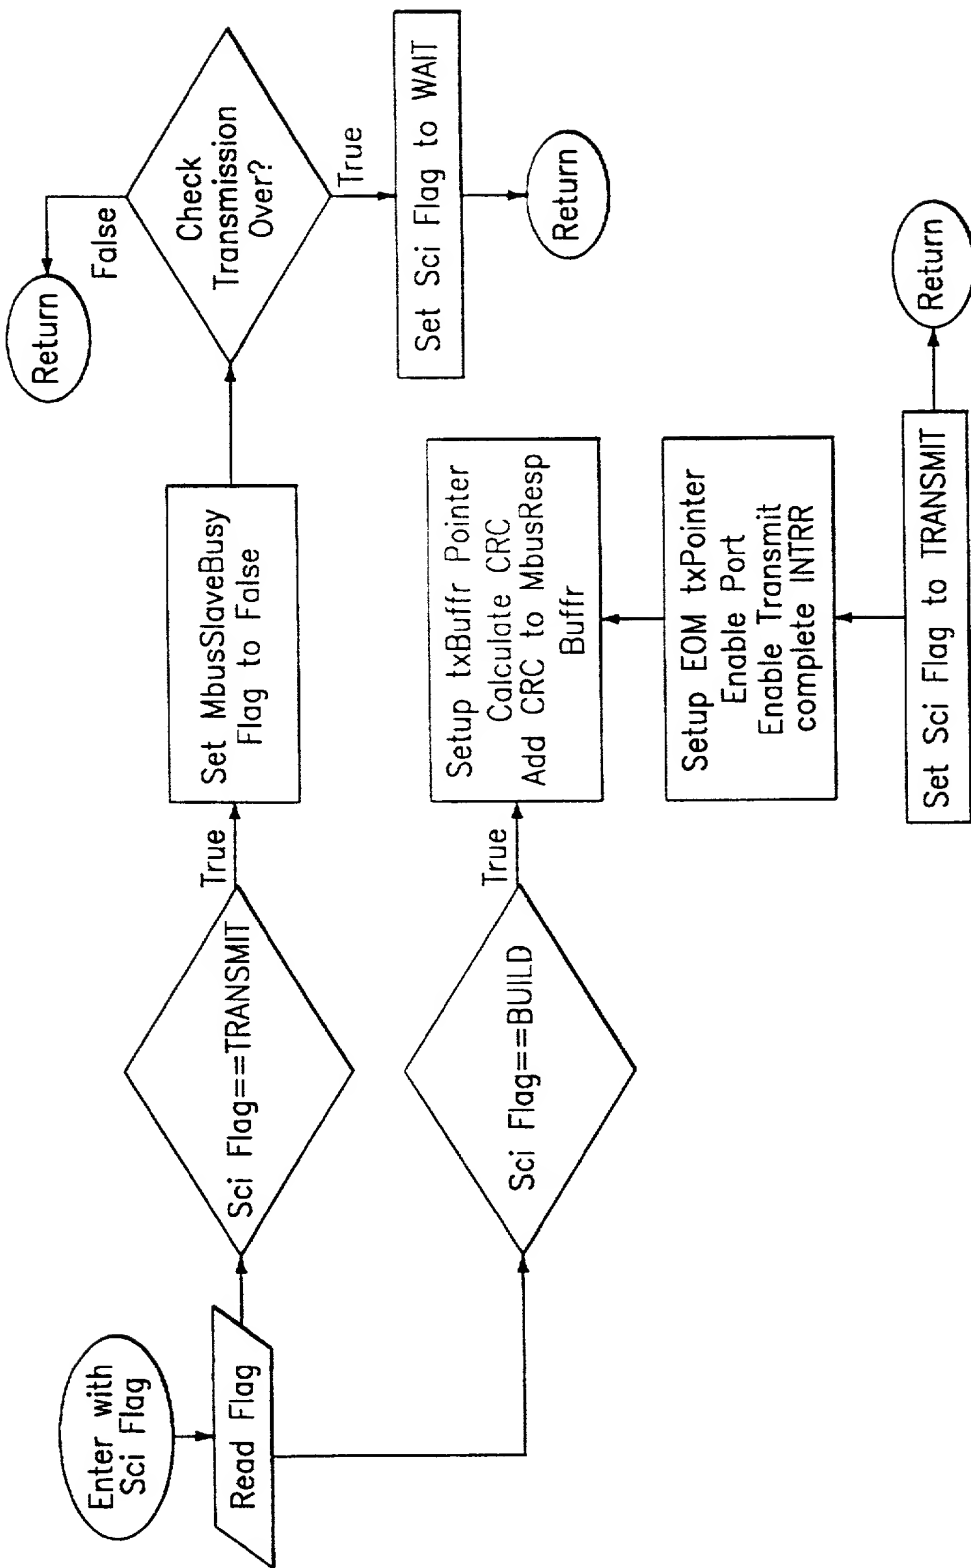 Enter with
Sci Flag
Read Flag
Sci Flag==TRANSMIT
True
Set MbusSlaveBusy
Flag to False
Check
Transmission
Over?
False
Return
True
Set Sci Flag to WAIT
Return
Sci Flag==BUILD
True
Setup txBuffr Pointer
Calculate CRC
Add CRC to MbusResp
Buffr
Setup EOM txPointer
Enable Port
Enable Transmit
complete INTRR
Set Sci Flag to TRANSMIT
Return